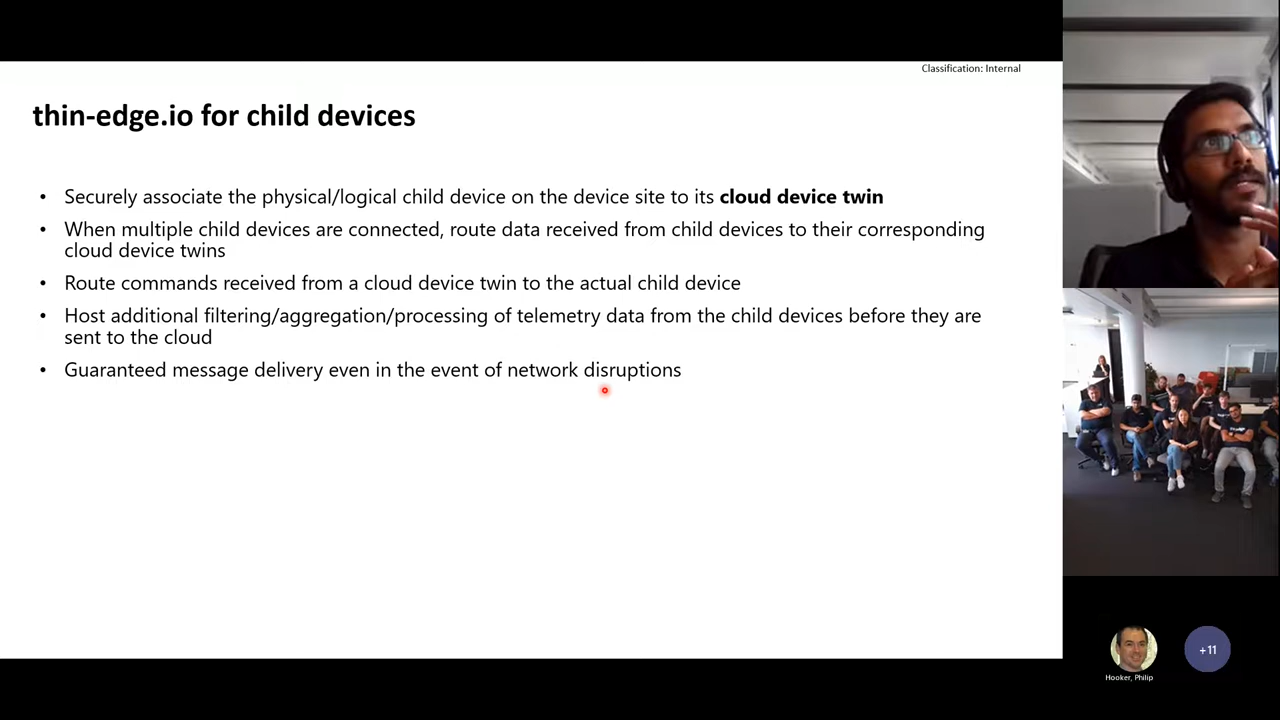 Classification: Internal
thin-edge.io for child devices
• Securely associate the physical/logical child device on the device site to its cloud device twin
• When multiple child devices are connected, route data received from child devices to their corresponding
cloud device twins
• Route commands received from a cloud device twin to the actual child device
• Host additional filtering/aggregation/processing of telemetry data from the child devices before they are
sent to the cloud
• Guaranteed message delivery even in the event of network disruptions
+11
Hooker, Philip